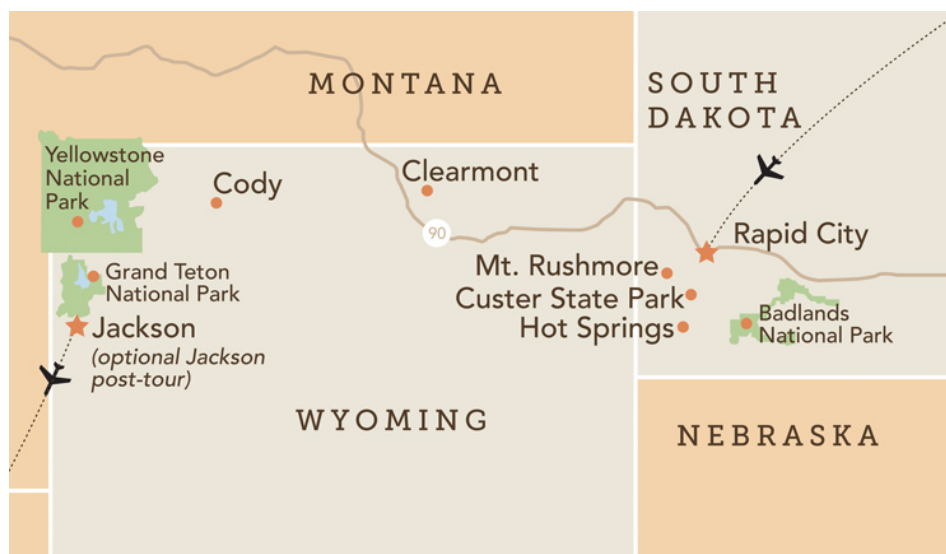 MONTANA
SOUTH
DAKOTA
Yellowstone
National
Park
Cody
Clearmont
90
Rapid City
Mt. Rushmore
Custer State Park
Hot Springs
Grand Teton
National Park
Jackson
(optional Jackson
post-tour)
Badlands
National Park
WYOMING
NEBRASKA